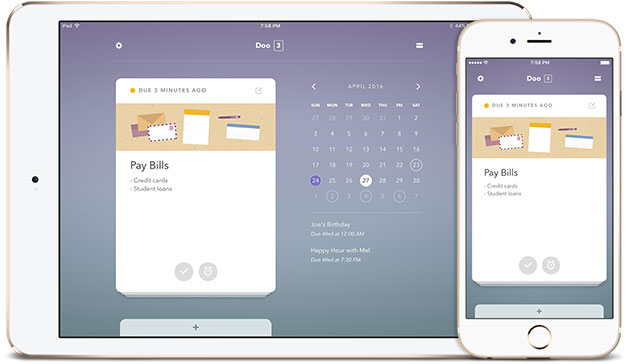 iPad
7:58 PM
44%
Doo 3
DUE 3 MINUTES AGO
Pay Bills
- Credit cards
- Student loans
+
APRIL 2016
SUN MON TUE WED THU FRI SAT
27 28 29 30 31 1 2
3 4 5 6 7 8 9
10 11 12 13 14 15 16
17 18 19 20 21 22 23
24 25 26 27 28 29 30
1 2 3 4 5 6 7
Joe's Birthday
Due Wed at 12:00 AM
Happy Hour with Mel
Due Wed at 7:30 PM
7:58 PM
Doo 3
DUE 3 MINUTES AGO
Pay Bills
- Credit cards
- Student loans
+